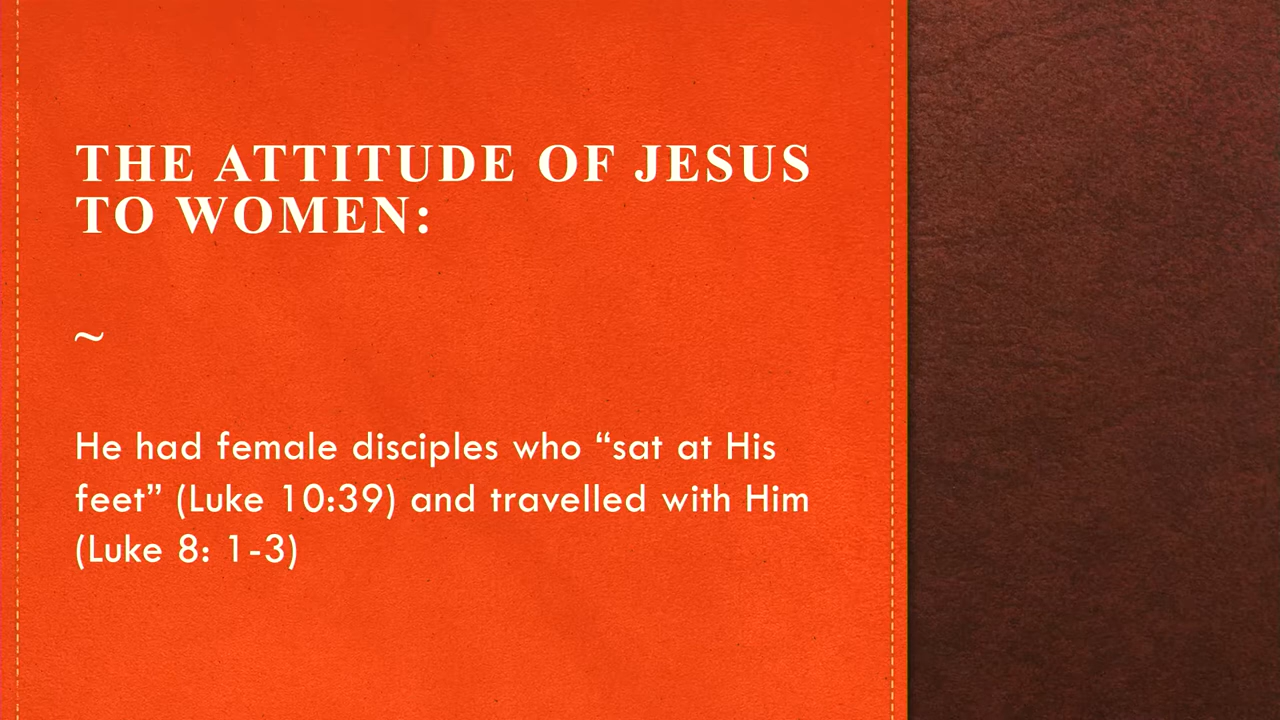 THE ATTITUDE OF JESUS
TO WOMEN:
~
He had female disciples who “sat at His
feet” (Luke 10:39) and travelled with Him
(Luke 8: 1-3)